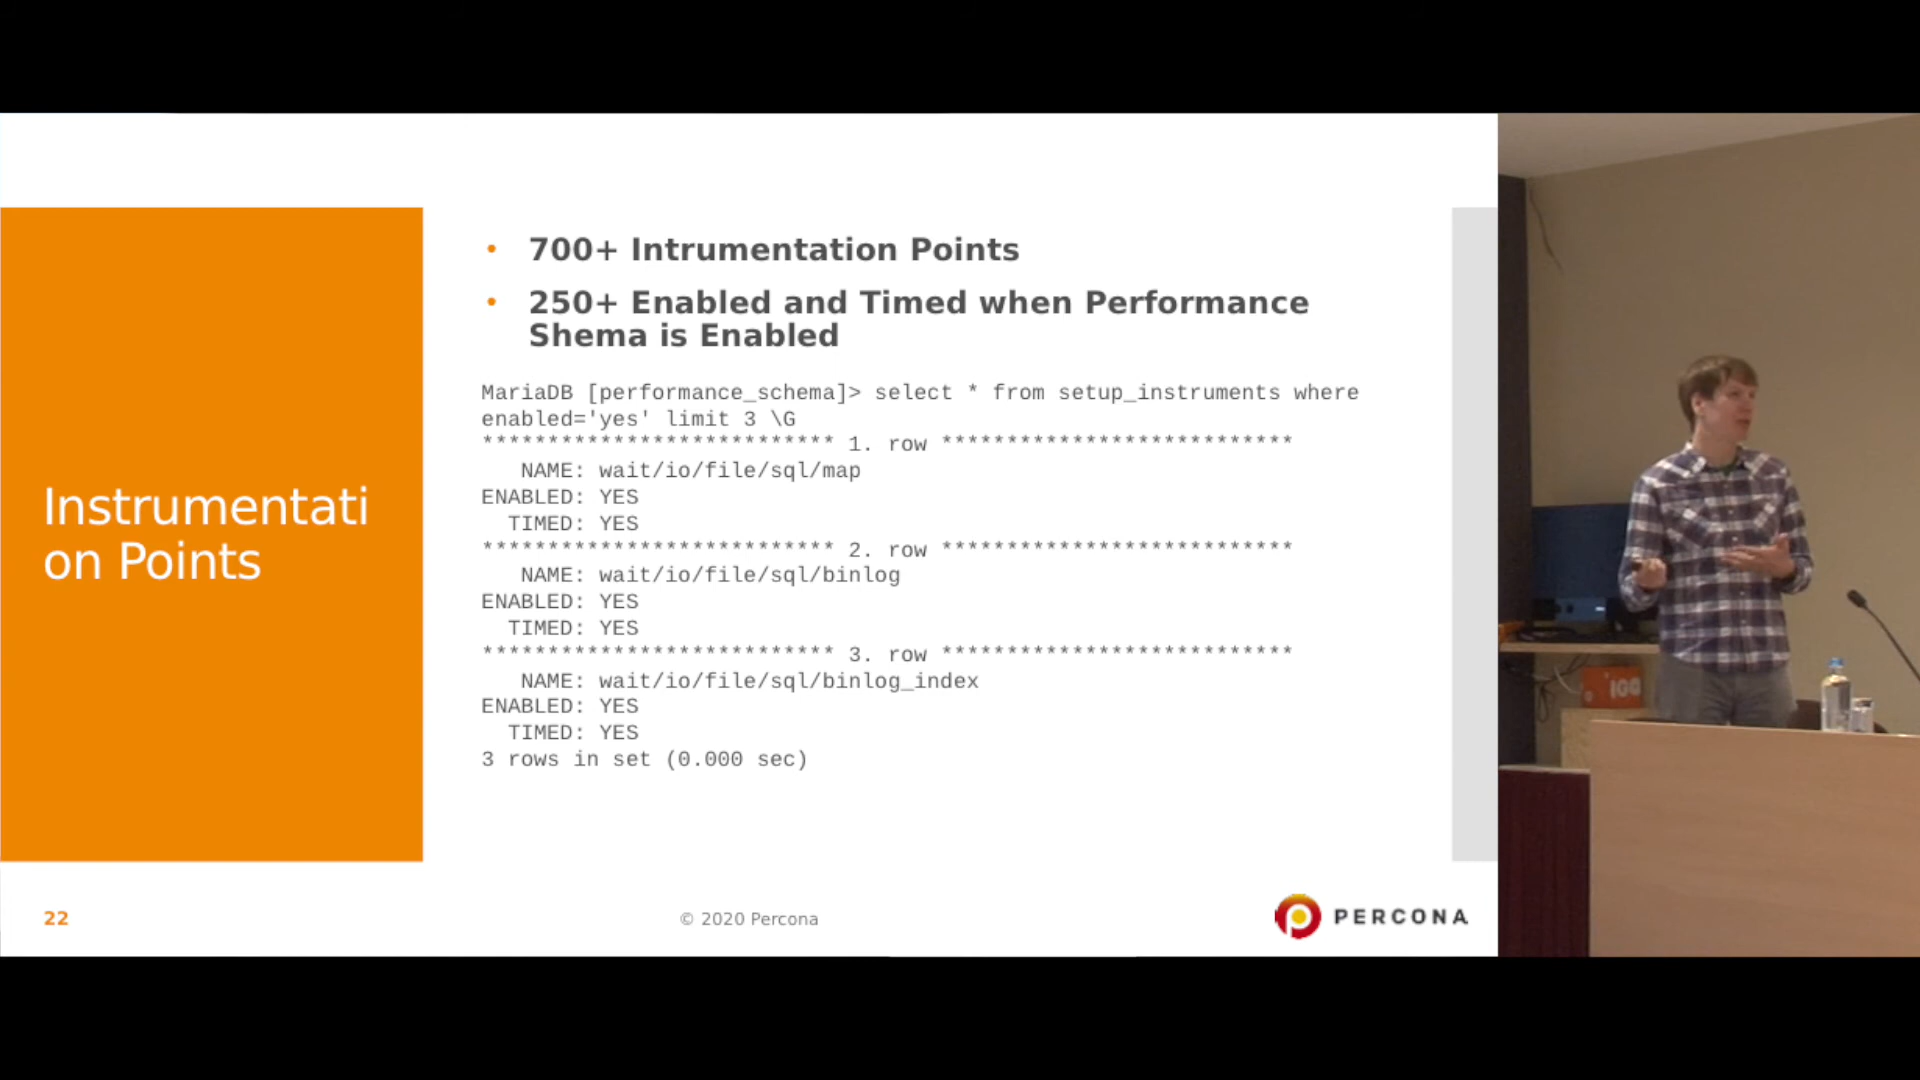 Instrumentati
on Points
• 700+ Intrumentation Points
• 250+ Enabled and Timed when Performance
Shema is Enabled
MariaDB [performance_schema]> select * from setup_instruments where
enabled='yes' limit 3 \G
*************************** 1. row ***************************
NAME: wait/io/file/sql/map
ENABLED: YES
TIMED: YES
*************************** 2. row ***************************
NAME: wait/io/file/sql/binlog
ENABLED: YES
TIMED: YES
*************************** 3. row ***************************
NAME: wait/io/file/sql/binlog_index
ENABLED: YES
TIMED: YES
3 rows in set (0.000 sec)
22
© 2020 Percona
PERCONA